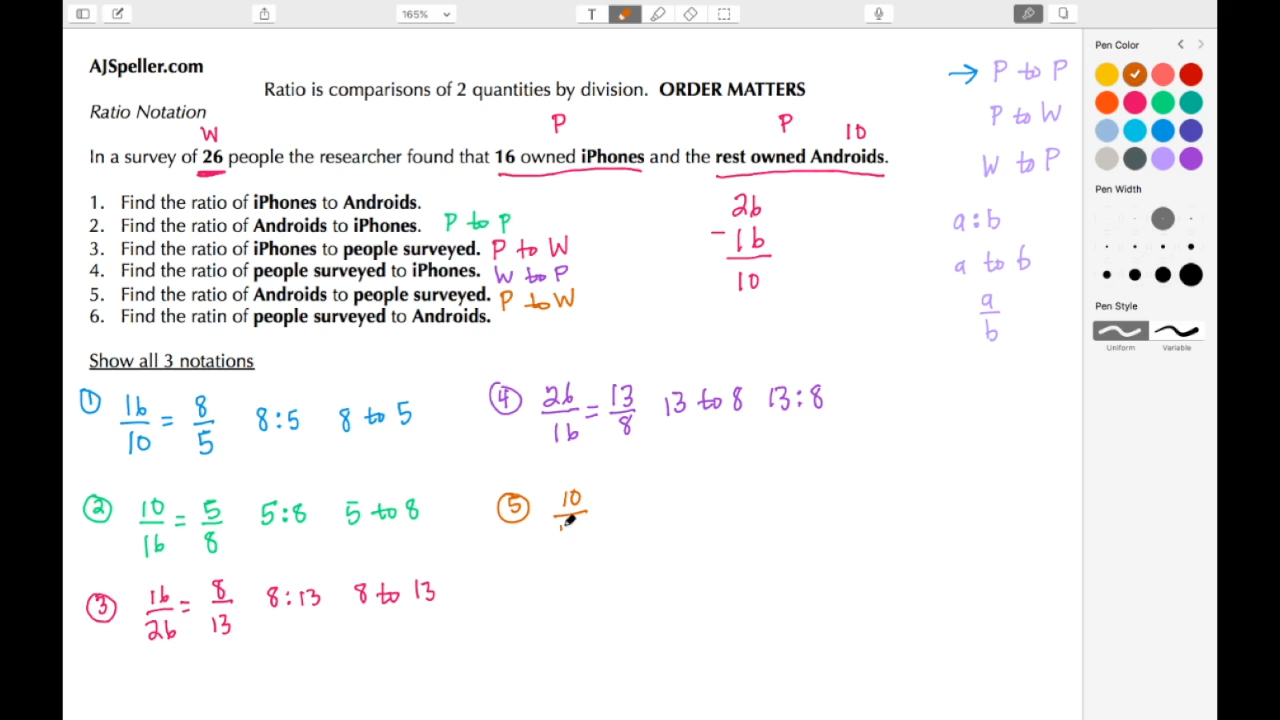 165%
T
AJSpeller.com
Ratio is comparisons of 2 quantities by division. ORDER MATTERS
Ratio Notation
W P P 10
In a survey of 26 people the researcher found that 16 owned iPhones and the rest owned Androids.
1. Find the ratio of iPhones to Androids.
2. Find the ratio of Androids to iPhones. P to P
3. Find the ratio of iPhones to people surveyed. P to W
4. Find the ratio of people surveyed to iPhones. W to P
5. Find the ratio of Androids to people surveyed. P to W
6. Find the ratin of people surveyed to Androids.
26
- 16
10
→ P to P
P to W
W to P
a:b
a to b
a/b
Show all 3 notations
① 16/10 = 8/5 8:5 8 to 5
② 10/16 = 5/8 5:8 5 to 8
③ 16/26 = 8/13 8:13 8 to 13
④ 26/16 = 13/8 13 to 8 13:8
⑤ 10
Pen Color
Pen Width
Pen Style
Uniform Variable